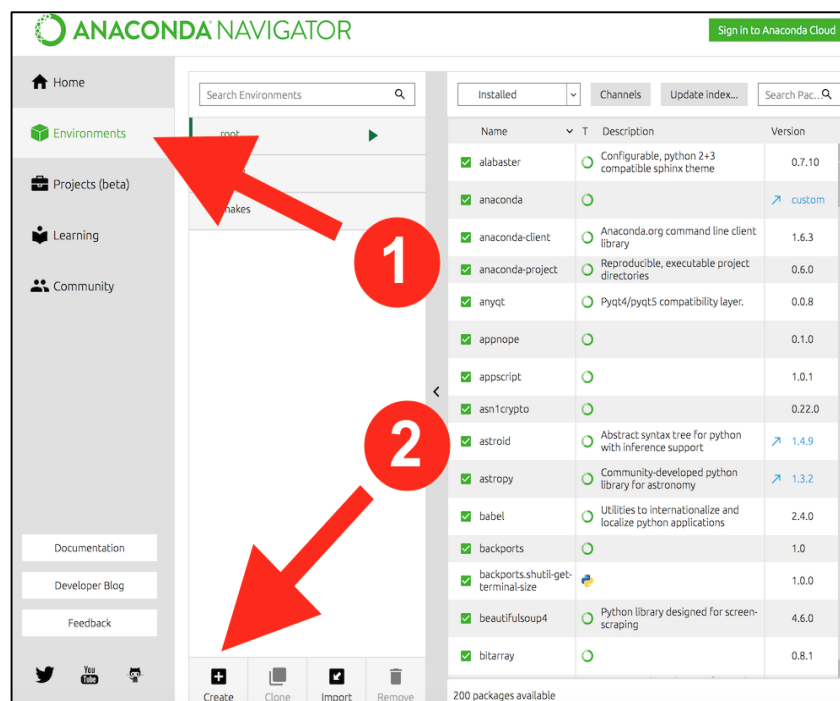 ANACONDA NAVIGATOR
Sign in to Anaconda Cloud
Home
Environments
Projects (beta)
Learning
Community
Documentation
Developer Blog
Feedback
You
Tube
Search Environments
root
1
2
Create
Clone
Import
Remove
Installed
Channels
Update index...
Search Pac...
Name T Description Version
alabaster Configurable, python 2+3 0.7.10
compatible sphinx theme
anaconda custom
anaconda-client Anaconda.org command line client 1.6.3
library
anaconda-project Reproducible, executable project 0.6.0
directories
anyqt Pyqt4/pyqt5 compatibility layer. 0.0.8
appnope 0.1.0
appscript 1.0.1
asn1crypto 0.22.0
astroid Abstract syntax tree for python 1.4.9
with inference support
astropy Community-developed python 1.3.2
library for astronomy
babel Utilities to internationalize and 2.4.0
localize python applications
backports 1.0
backports.shutil-get- 1.0.0
terminal-size
beautifulsoup4 Python library designed for screen- 4.6.0
scraping
bitarray 0.8.1
200 packages available